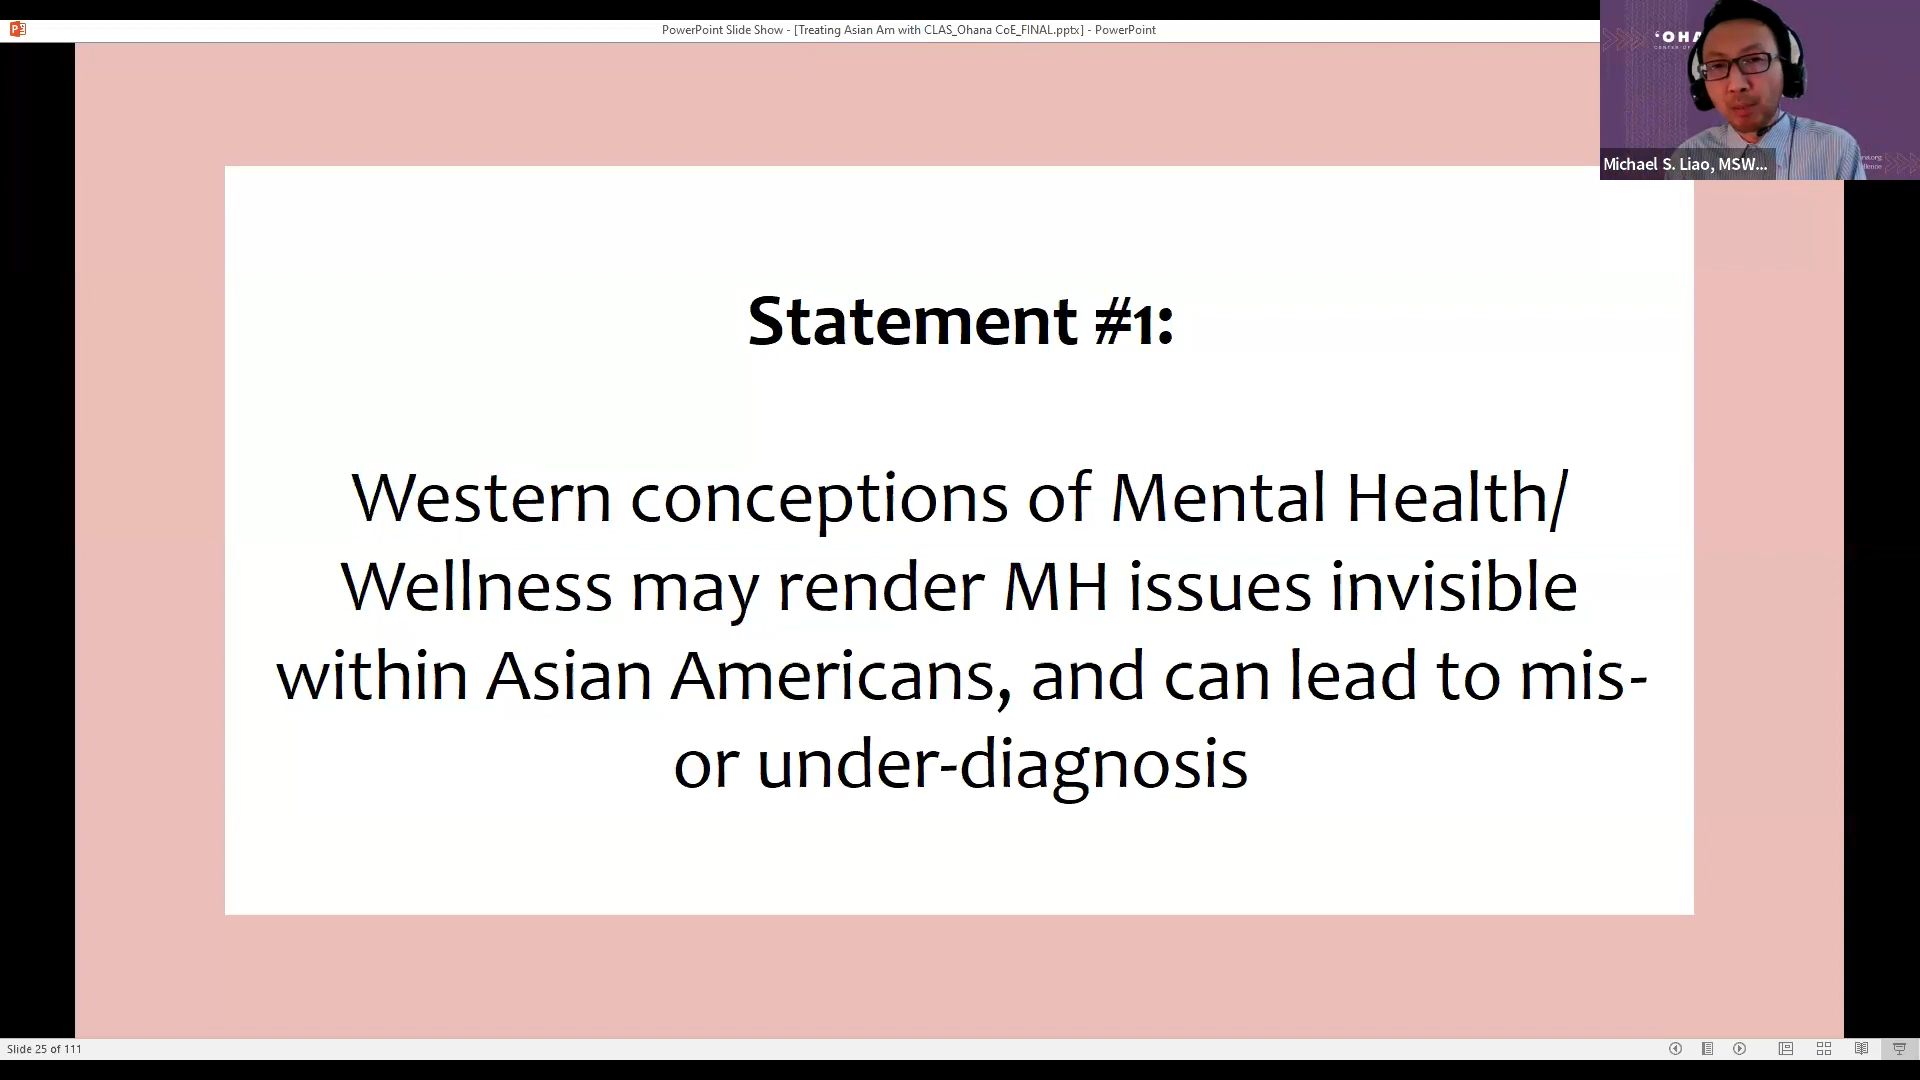 PowerPoint Slide Show - [Treating Asian Am with CLAS_Ohana CoE_FINAL.pptx] - PowerPoint
Michael S. Liao, MSW...
Statement #1:
Western conceptions of Mental Health/
Wellness may render MH issues invisible
within Asian Americans, and can lead to mis-
or under-diagnosis
Slide 25 of 111